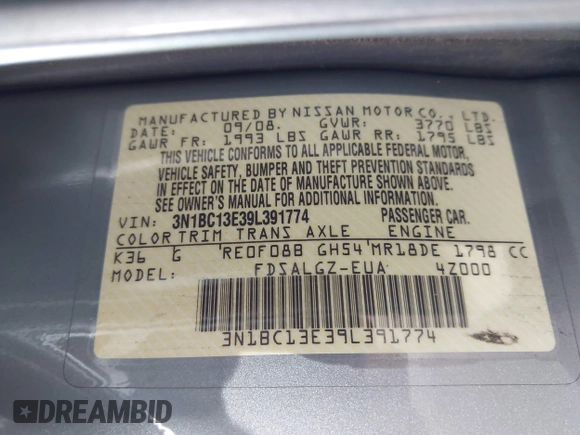 MANUFACTURED BY NISSAN MOTOR CO., LTD.
DATE: 09/08. GVWR: 3770 LBS
GAWR FR: 1993 LBS GAWR RR: 1795 LBS
THIS VEHICLE CONFORMS TO ALL APPLICABLE FEDERAL MOTOR
VEHICLE SAFETY, BUMPER AND THEFT PREVENTION STANDARDS
IN EFFECT ON THE DATE OF MANUFACTURE SHOWN ABOVE.
SEE OWNER'S MANUAL FOR ADDITIONAL INFORMATION.
VIN: 3N1BC13E39L391774 PASSENGER CAR.
COLOR TRIM TRANS AXLE ENGINE
K36 G RE0F08B GH54 MR18DE 1798 CC
MODEL: FDSALGZ-EUA 4Z000
3N1BC13E39L391774
DREAMBID